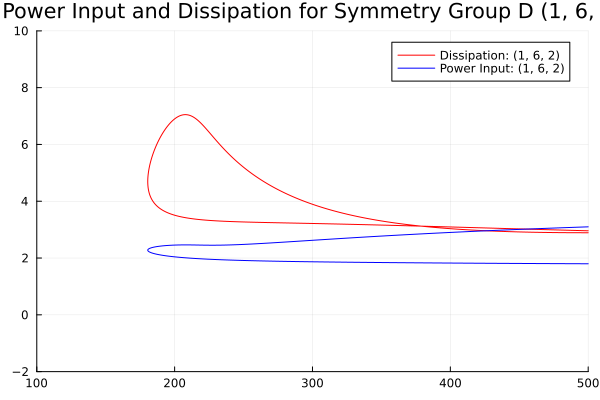 Power Input and Dissipation for Symmetry Group D (1, 6,
Dissipation: (1, 6, 2)
Power Input: (1, 6, 2)
10
8
6
4
2
0
−2
100 200 300 400 500